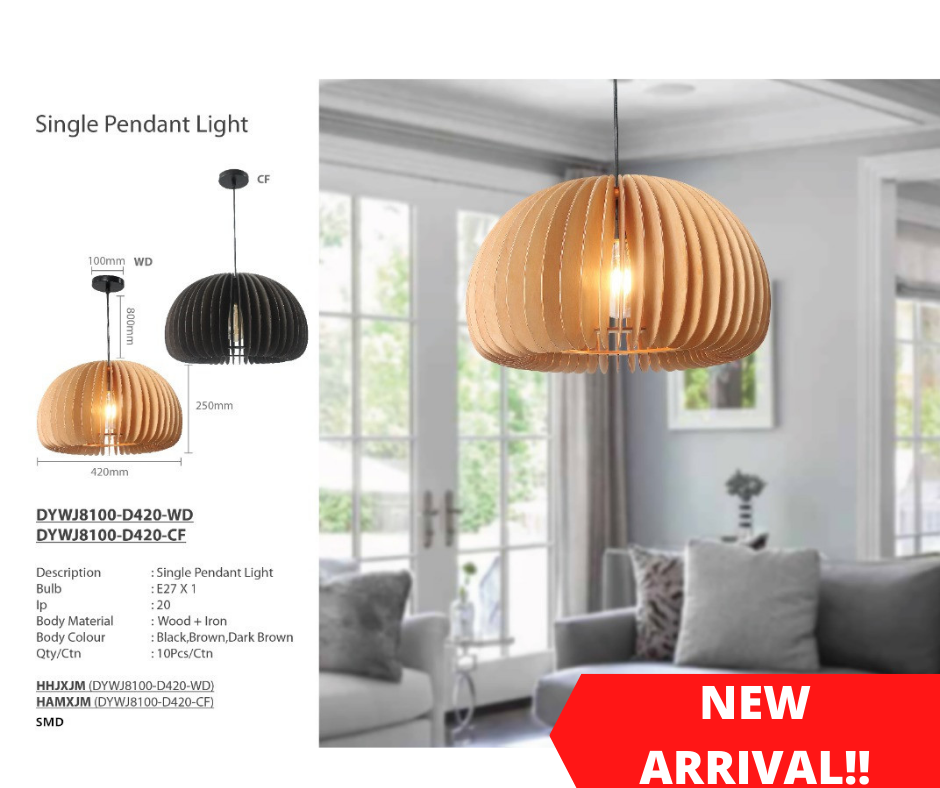 Single Pendant Light
CF
100mm WD
800mm
250mm
420mm
DYWJ8100-D420-WD
DYWJ8100-D420-CF
Description : Single Pendant Light
Bulb : E27 X 1
Ip : 20
Body Material : Wood + Iron
Body Colour : Black,Brown,Dark Brown
Qty/Ctn : 10Pcs/Ctn
HHJXJM (DYWJ8100-D420-WD)
HAMXJM (DYWJ8100-D420-CF)
SMD
NEW
ARRIVAL!!